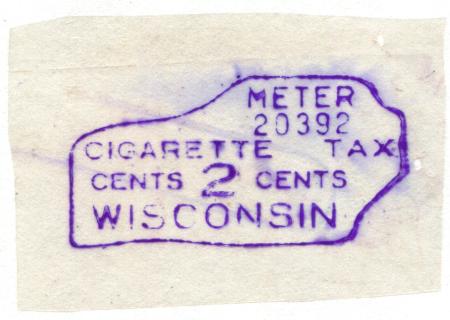 METER
20392
CIGARETTE TAX
CENTS 2 CENTS
WISCONSIN